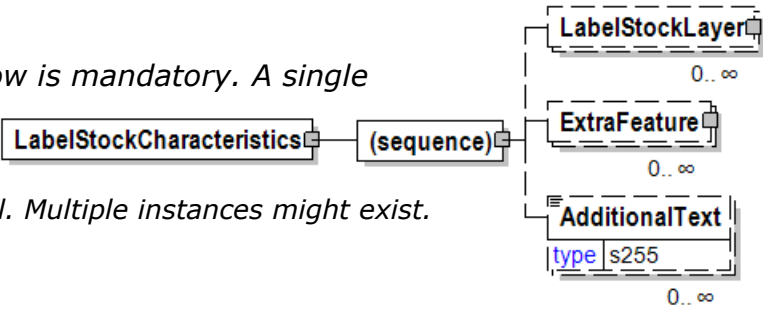 LabelStockLayer
0.. ∞
ow is mandatory. A single
ExtraFeature
LabelStockCharacteristics
(sequence)
0.. ∞
l. Multiple instances might exist.
AdditionalText
type s255
0.. ∞